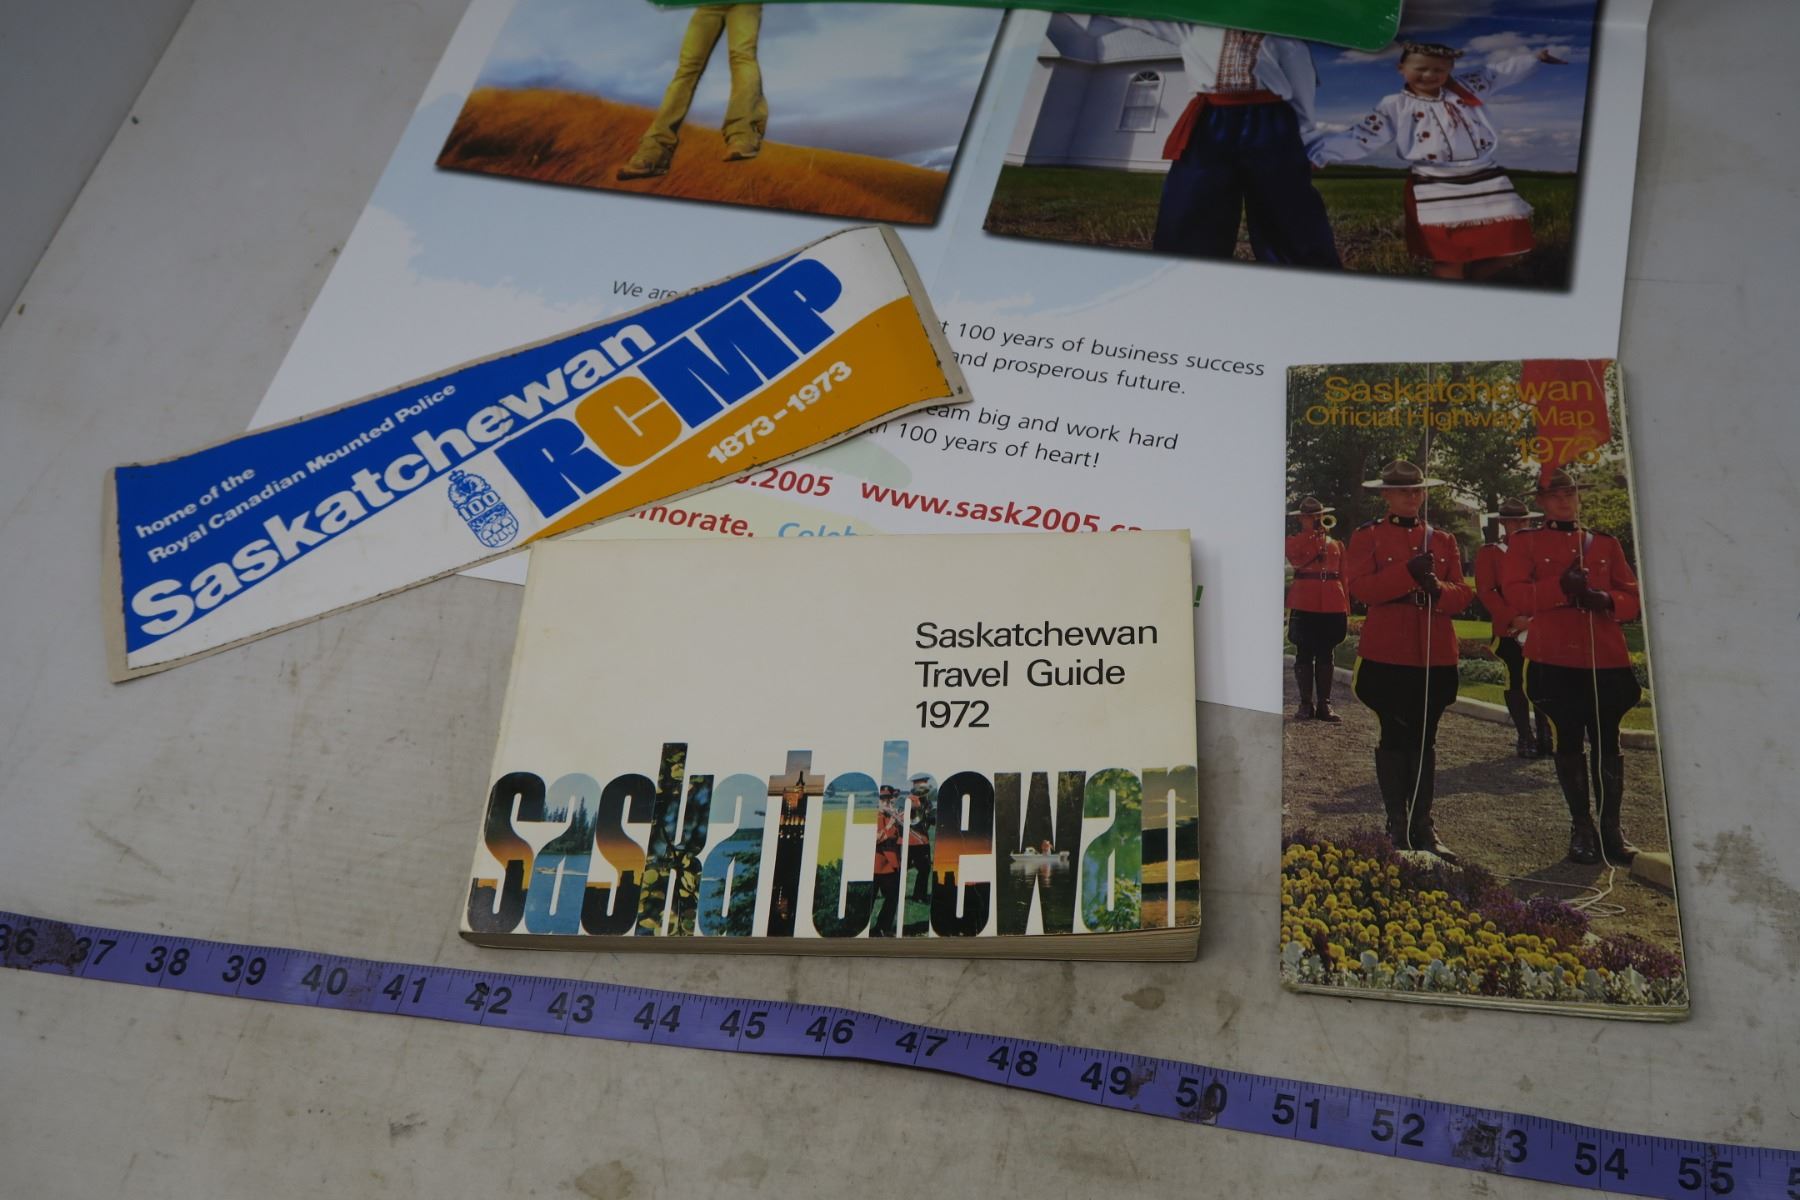 We are
100 years of business success
and prosperous future.
big and work hard
100 years of heart!
.2005 www.sask2005.ca
home of the
Royal Canadian Mounted Police
Saskatchewan
RCMP
1873-1973
100
Saskatchewan
Travel Guide
1972
saskatchewan
Saskatchewan
Official Highway Map
1973
36 37 38 39 40 41 42 43 44 45 46 47 48 49 50 51 52 53 54 55